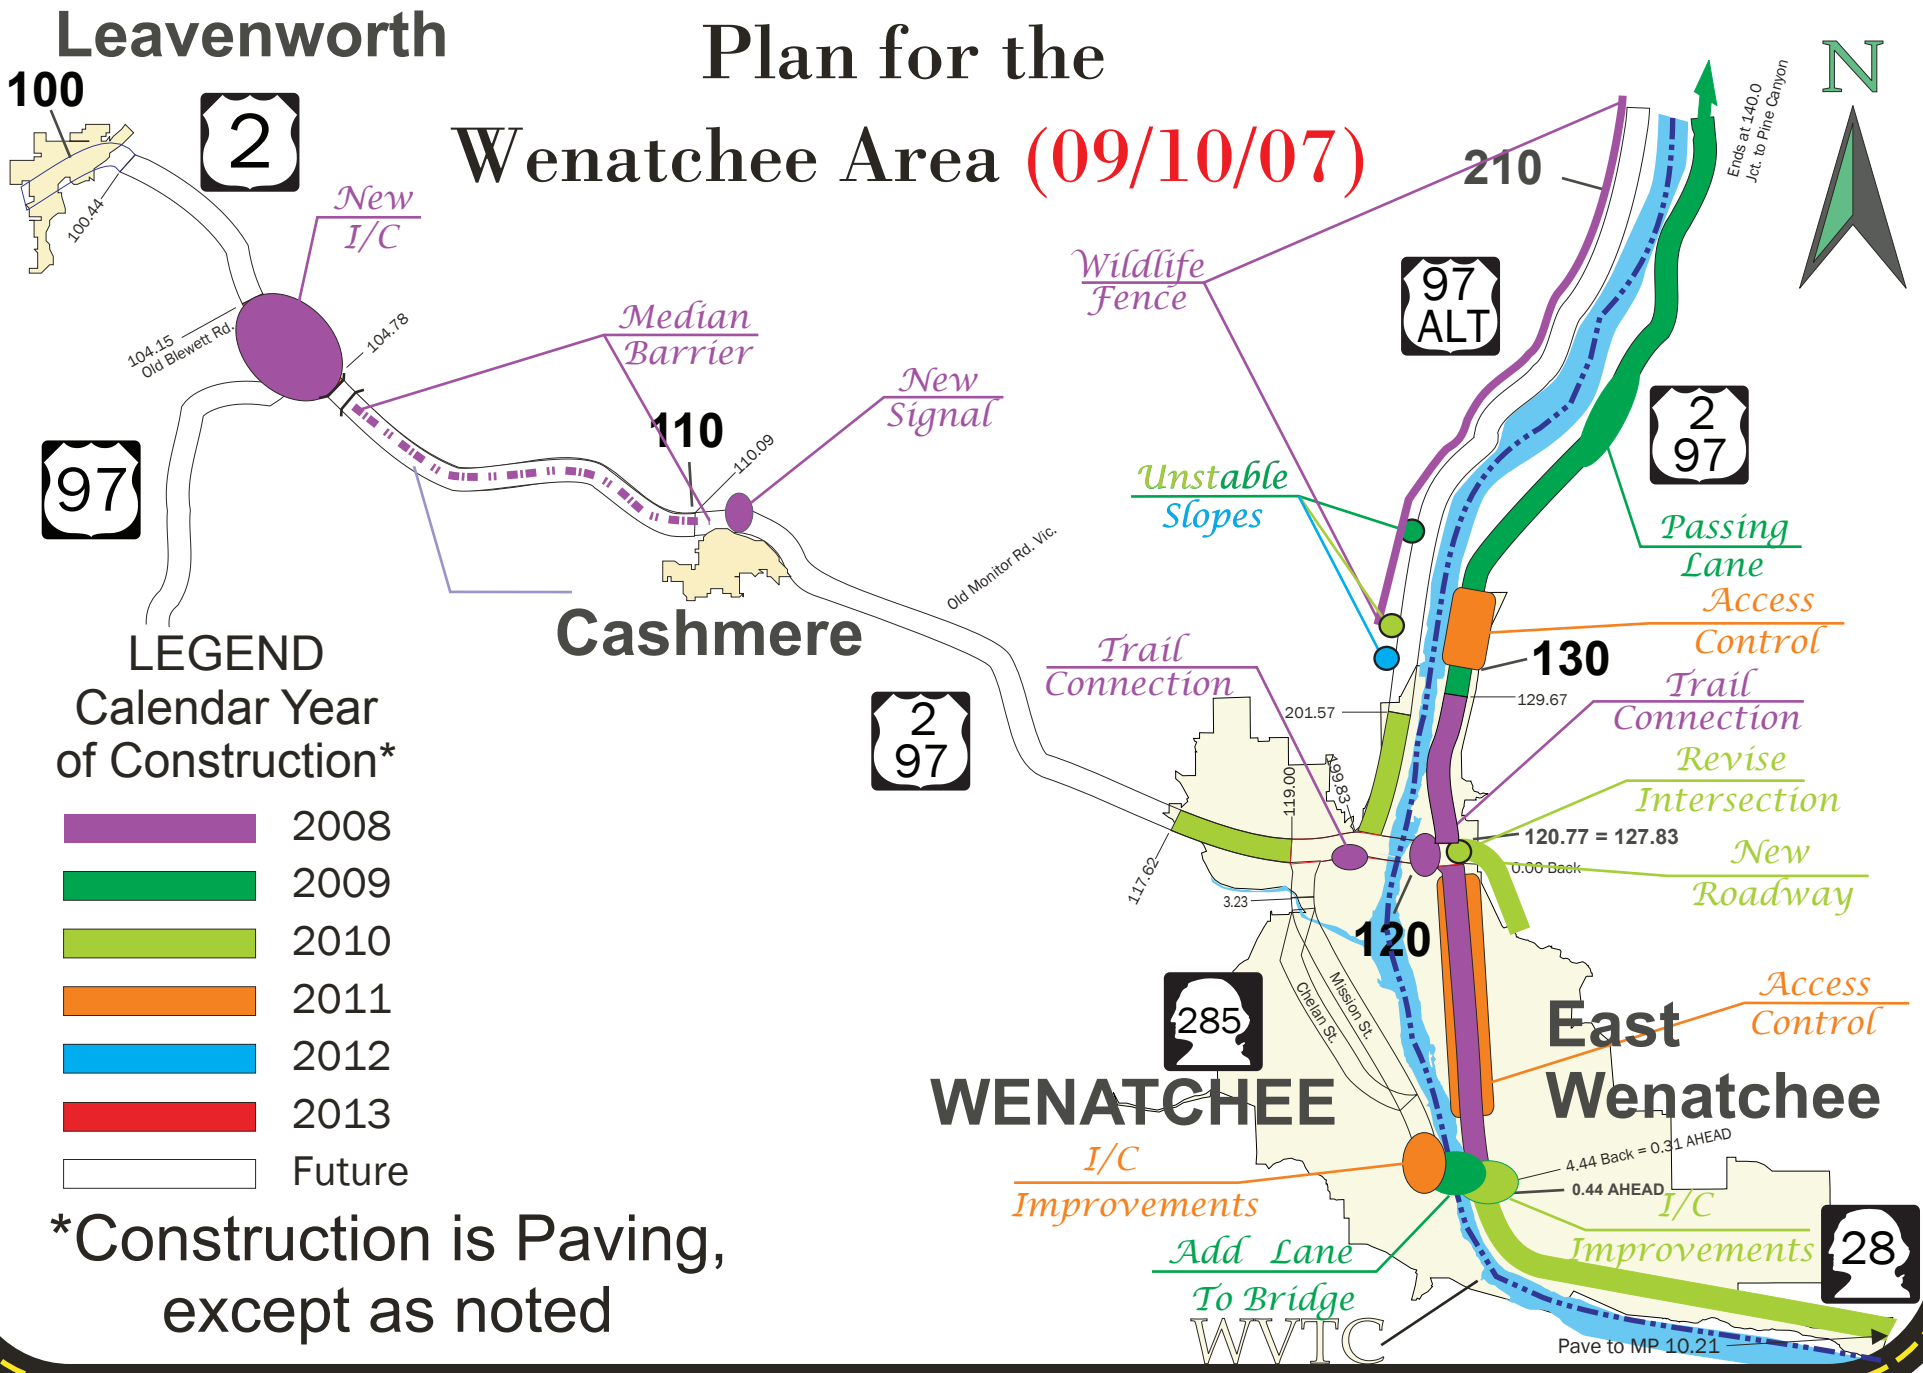 Leavenworth
Plan for the
Wenatchee Area (09/10/07)
N
100
2
100.44
New
I/C
104.15
Old Blewett Rd.
104.78
Median
Barrier
New
Signal
110
110.09
97
Cashmere
Old Monitor Rd. Vic.
2
97
Wildlife
Fence
210
97
ALT
Ends at 140.0
Jct. to Pine Canyon
2
97
Unstable
Slopes
Passing
Lane
Access
Control
130
129.67
Trail
Connection
Trail
Connection
201.57
199.83
119.00
117.62
Revise
Intersection
120.77 = 127.83
0.00 Back
New
Roadway
3.23
120
Mission St.
Chelan St.
285
WENATCHEE
East
Wenatchee
Access
Control
I/C
Improvements
4.44 Back = 0.31 AHEAD
0.44 AHEAD
I/C
Improvements
28
Add Lane
To Bridge
WVTC
Pave to MP 10.21
LEGEND
Calendar Year
of Construction*
2008
2009
2010
2011
2012
2013
Future
*Construction is Paving,
except as noted